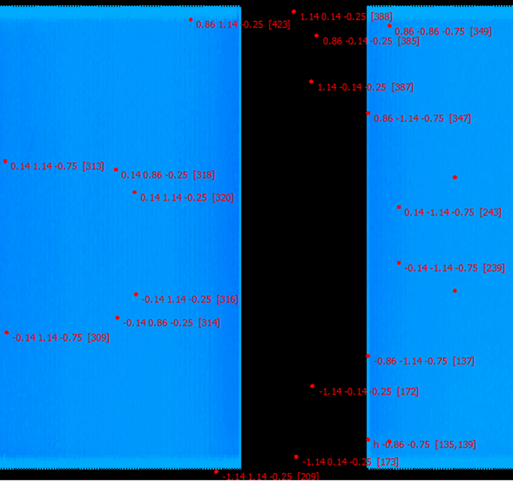 1.14 0.14 -0.25 [388]
0.86 1.14 -0.25 [423]
0.86 -0.86 -0.75 [349]
0.86 -0.14 -0.25 [385]
1.14 -0.14 -0.25 [387]
0.86 -1.14 -0.75 [347]
0.14 1.14 -0.75 [313]
0.14 0.86 -0.25 [318]
0.14 1.14 -0.25 [320]
0.14 -1.14 -0.75 [243]
-0.14 -1.14 -0.75 [239]
-0.14 1.14 -0.25 [316]
-0.14 0.86 -0.25 [314]
-0.14 1.14 -0.75 [309]
-0.86 -1.14 -0.75 [137]
-1.14 -0.14 -0.25 [172]
h -0.86 -0.75 [135,139]
-1.14 0.14 -0.25 [173]
-1.14 1.14 -0.25 [209]